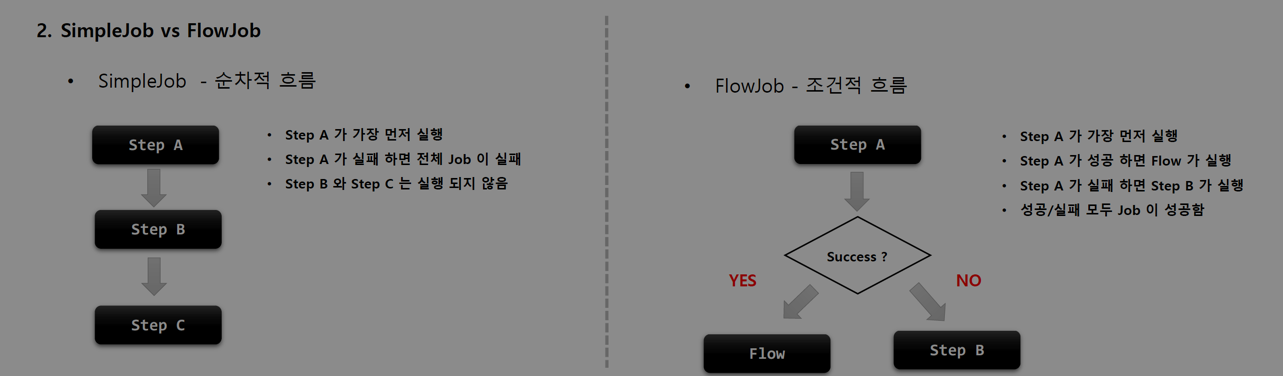 2. SimpleJob vs FlowJob
• SimpleJob - 순차적 흐름
Step A
Step B
Step C
• Step A 가 가장 먼저 실행
• Step A 가 실패 하면 전체 Job 이 실패
• Step B 와 Step C 는 실행 되지 않음
• FlowJob - 조건적 흐름
Step A
Success ?
YES
NO
Flow
Step B
• Step A 가 가장 먼저 실행
• Step A 가 성공 하면 Flow 가 실행
• Step A 가 실패 하면 Step B 가 실행
• 성공/실패 모두 Job 이 성공함